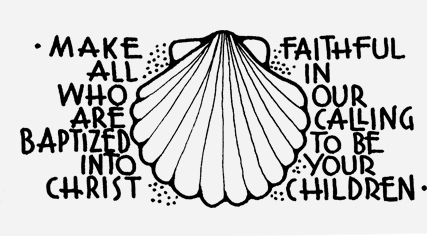 · MAKE
ALL
WHO
ARE
BAPTIZED
INTO
CHRIST
FAITHFUL
IN
OUR
CALLING
TO BE
YOUR
CHILDREN ·